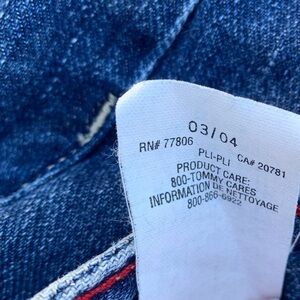 03/04
RN# 77806
PLI-PLI CA# 20781
PRODUCT CARE:
800-TOMMY CARES
INFORMATION DE NETTOYAGE
800-866-6922